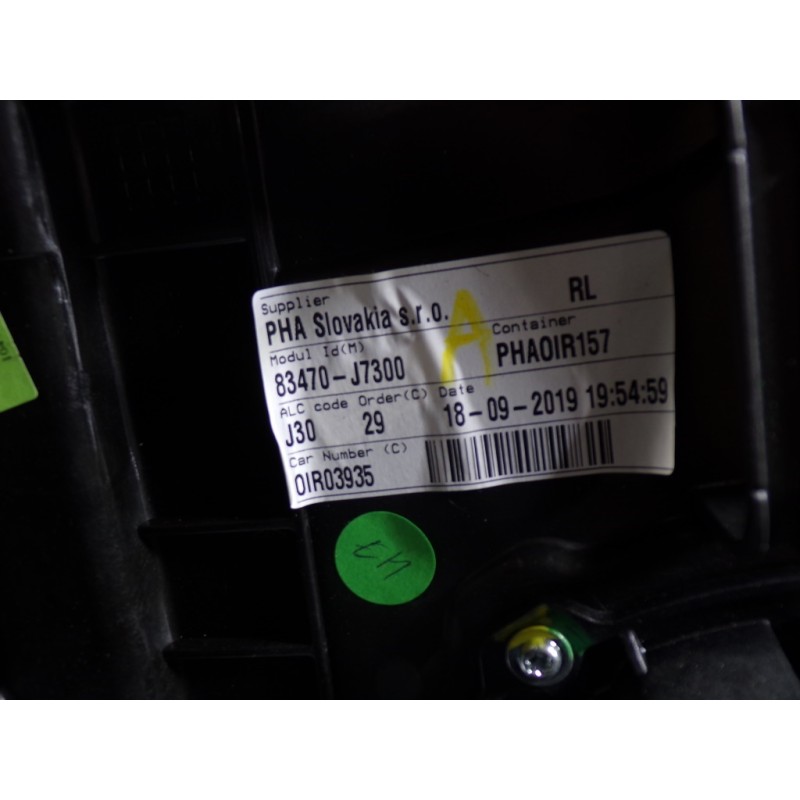 Supplier RL
PHA Slovakia s.r.o. A Container
Modul Id(M) PHAOIR157
83470-J7300
ALC code Order(C) Date
J30 29 18-09-2019 19:54:59
Car Number (C)
OIR03935